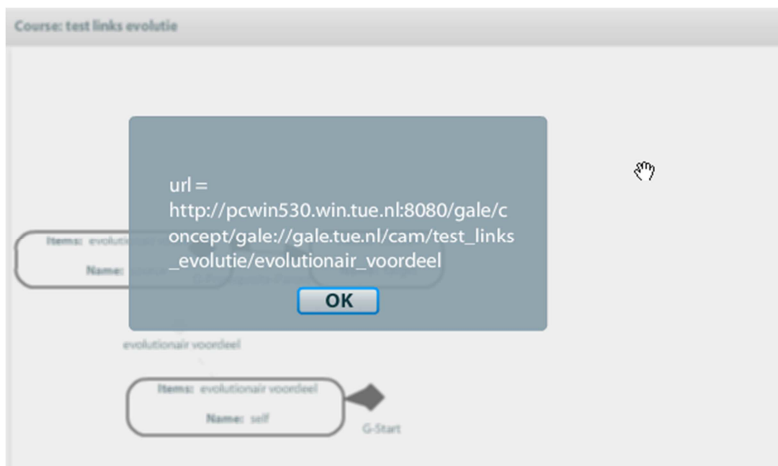 Course: test links evolutie
url =
http://pcwin530.win.tue.nl:8080/gale/c
oncept/gale://gale.tue.nl/cam/test_links
_evolutie/evolutionair_voordeel
OK
Items:
Name:
evolutionair voordeel
Items: evolutionair voordeel
Name: self
G-Start